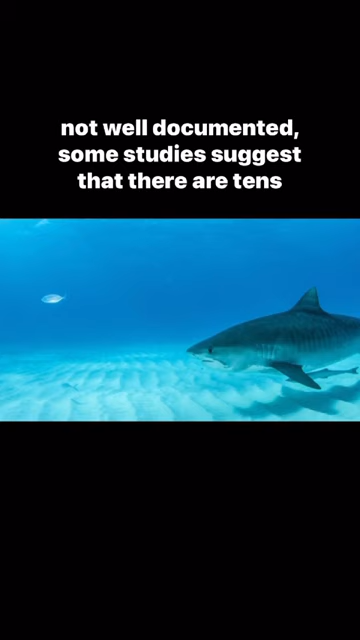 not well documented,
some studies suggest
that there are tens